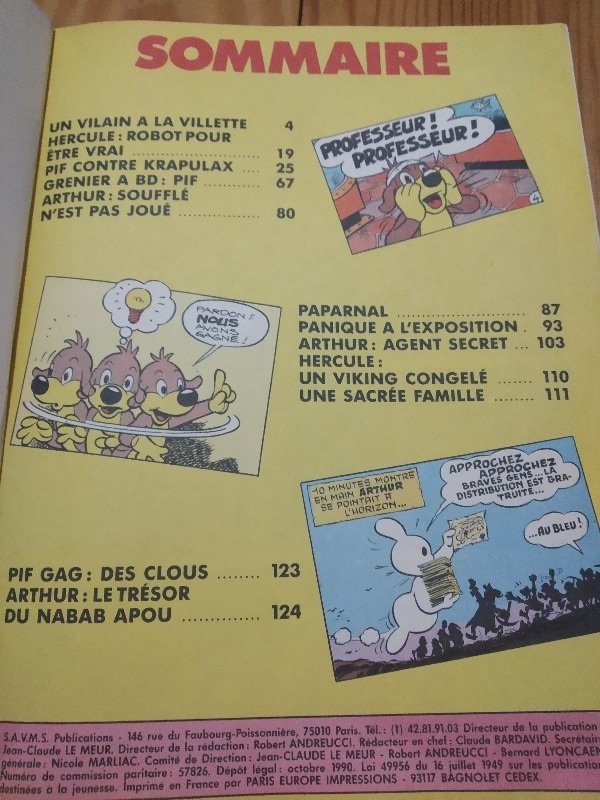 SOMMAIRE
UN VILAIN A LA VILLETTE 4
HERCULE : ROBOT POUR
ÊTRE VRAI .................... 19
PIF CONTRE KRAPULAX .... 25
GRENIER A BD : PIF .......... 67
ARTHUR : SOUFFLÉ
N'EST PAS JOUÉ .............. 80
PROFESSEUR !
PROFESSEUR !
4
PARDON !
NOUS
AVONS
GAGNÉ !
PAPARNAL .................. 87
PANIQUE A L'EXPOSITION . 93
ARTHUR : AGENT SECRET ... 103
HERCULE :
UN VIKING CONGELÉ ....... 110
UNE SACRÉE FAMILLE ....... 111
10 MINUTES MONTRE
EN MAIN ARTHUR
SE POINTAIT A
L'HORIZON...
APPROCHEZ
APPROCHEZ
BRAVES GENS... LA
DISTRIBUTION EST GRA-
TUITE...
...AU BLEU !
PIF GAG : DES CLOUS ........ 123
ARTHUR : LE TRÉSOR
DU NABAB APOU ............ 124
S.A.V.M.S. Publications - 146 rue du Faubourg-Poissonnière, 75010 Paris. Tél. : (1) 42.81.91.03 Directeur de la publication
Jean-Claude LE MEUR. Directeur de la rédaction : Robert ANDREUCCI. Rédacteur en chef : Claude BARDAVID. Secrétaire
générale : Nicole MARLIAC. Comité de Direction : Jean-CLAUDE LE MEUR - Robert ANDREUCCI - Bernard LYONCAEN
Numéro de commission paritaire : 57826. Dépôt légal : octobre 1990. Loi 49956 du 16 juillet 1949 sur les publications
destinées à la jeunesse. Imprimé en France par PARIS EUROPE IMPRESSIONS - 93117 BAGNOLET CEDEX.